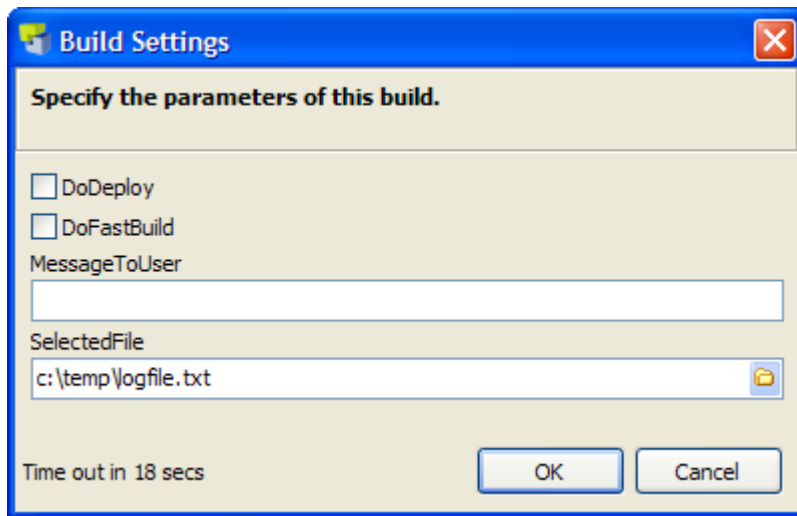 Build Settings
Specify the parameters of this build.
DoDeploy
DoFastBuild
MessageToUser
SelectedFile
c:\temp\logfile.txt
Time out in 18 secs
OK
Cancel